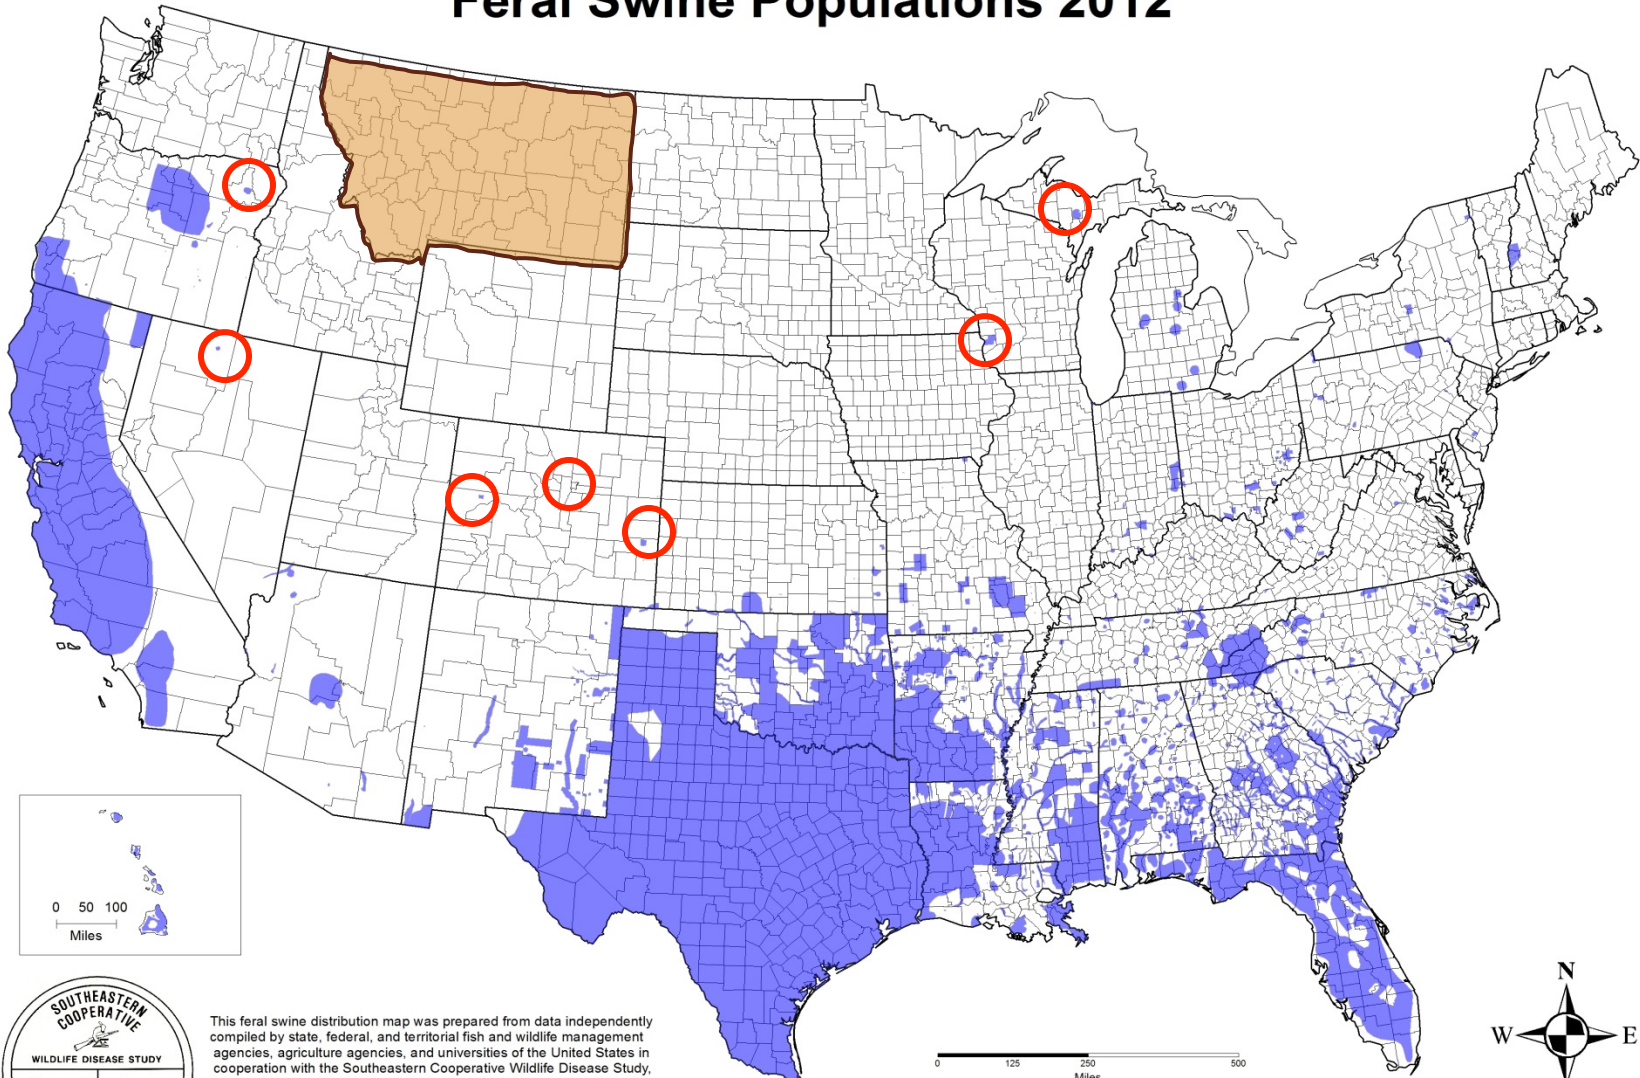 Feral Swine Populations 2012
0 50 100
Miles
SOUTHEASTERN
COOPERATIVE
WILDLIFE DISEASE STUDY
This feral swine distribution map was prepared from data independently
compiled by state, federal, and territorial fish and wildlife management
agencies, agriculture agencies, and universities of the United States in
cooperation with the Southeastern Cooperative Wildlife Disease Study,
0 125 250 500
Miles
N
W E